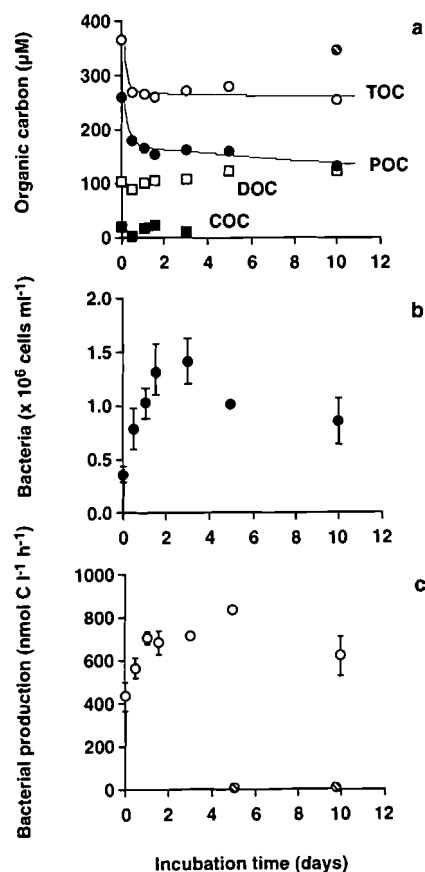 a
Organic carbon (µM)
400
300
200
100
0
TOC
POC
DOC
COC
0 2 4 6 8 10 12
b
Bacteria (x 10⁶ cells ml⁻¹)
2.0
1.5
1.0
0.5
0.0
0 2 4 6 8 10 12
c
Bacterial production (nmol C l⁻¹ h⁻¹)
1000
800
600
400
200
0
0 2 4 6 8 10 12
Incubation time (days)